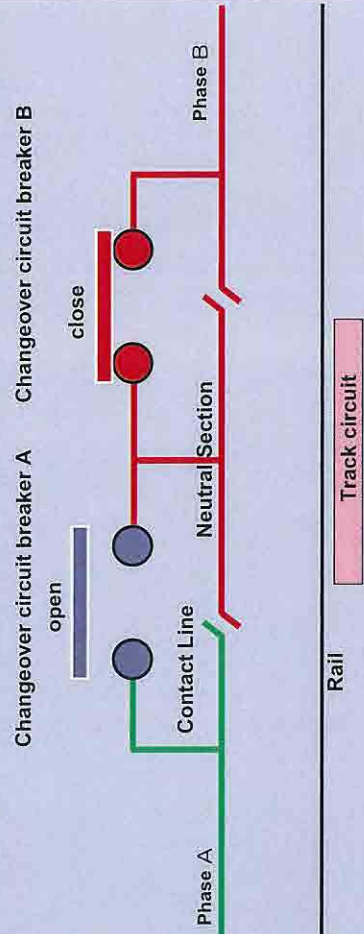 Changeover circuit breaker A
Changeover circuit breaker B
open
close
Contact Line
Neutral Section
Phase A
Phase B
Rail
Track circuit